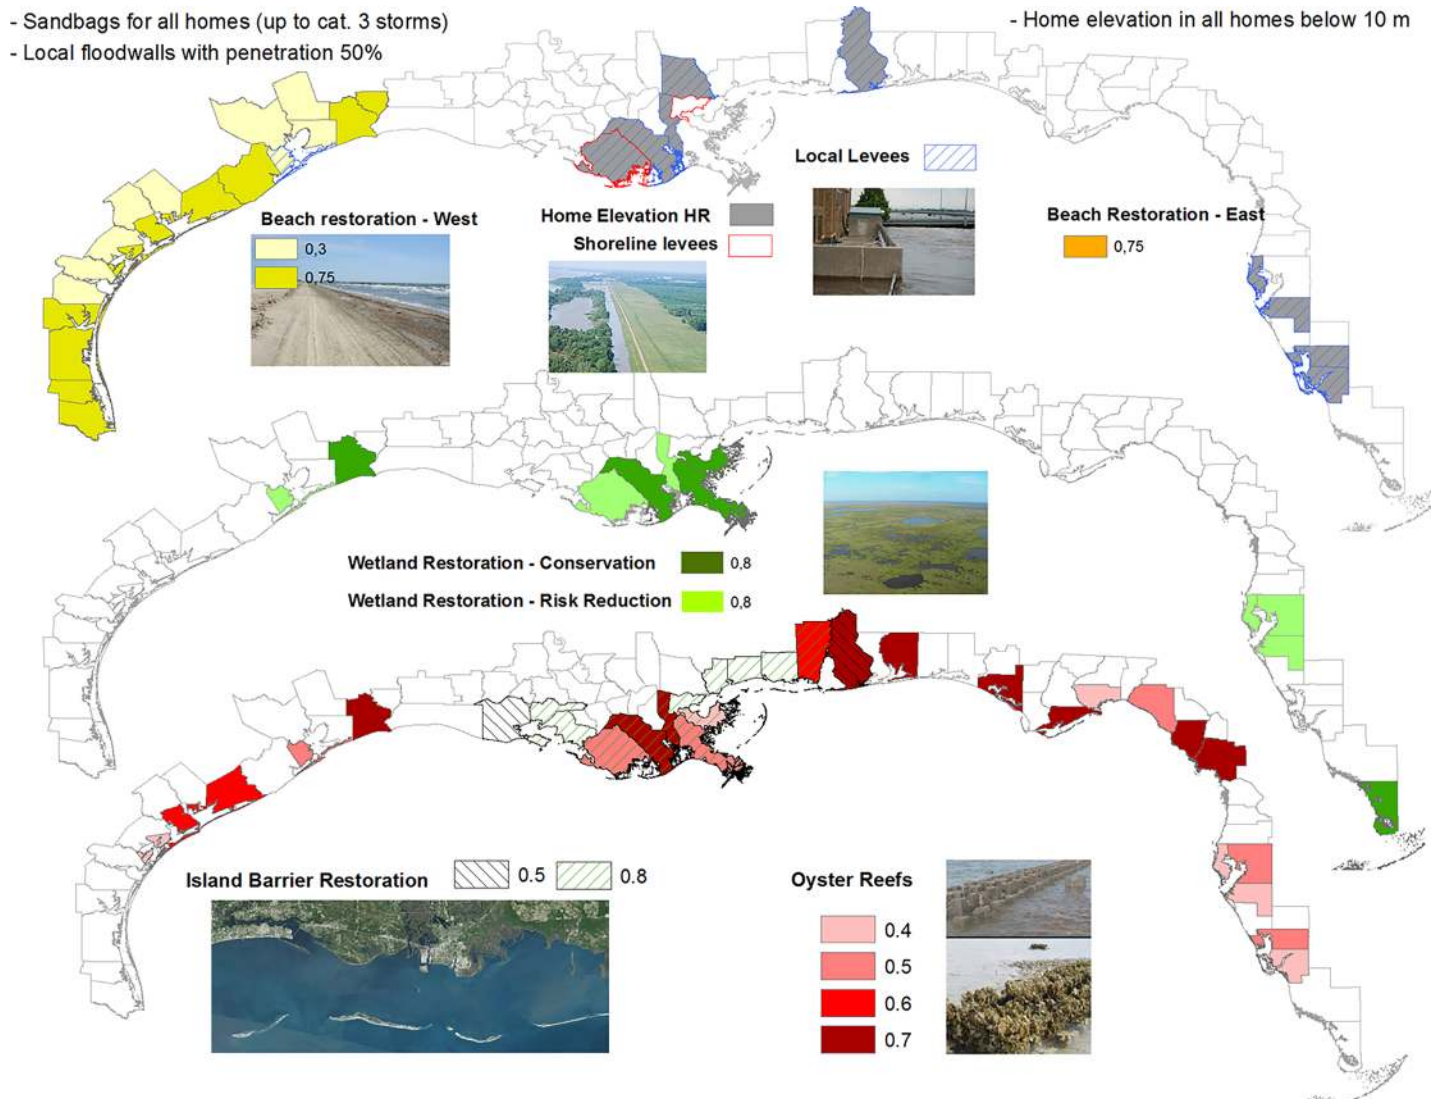 - Sandbags for all homes (up to cat. 3 storms)
- Home elevation in all homes below 10 m
- Local floodwalls with penetration 50%
Local Levees
Beach restoration - West
0,3
0,75
Home Elevation HR
Shoreline levees
Beach Restoration - East
0,75
Wetland Restoration - Conservation 0,8
Wetland Restoration - Risk Reduction 0,8
Island Barrier Restoration 0.5 0.8
Oyster Reefs
0.4
0.5
0.6
0.7